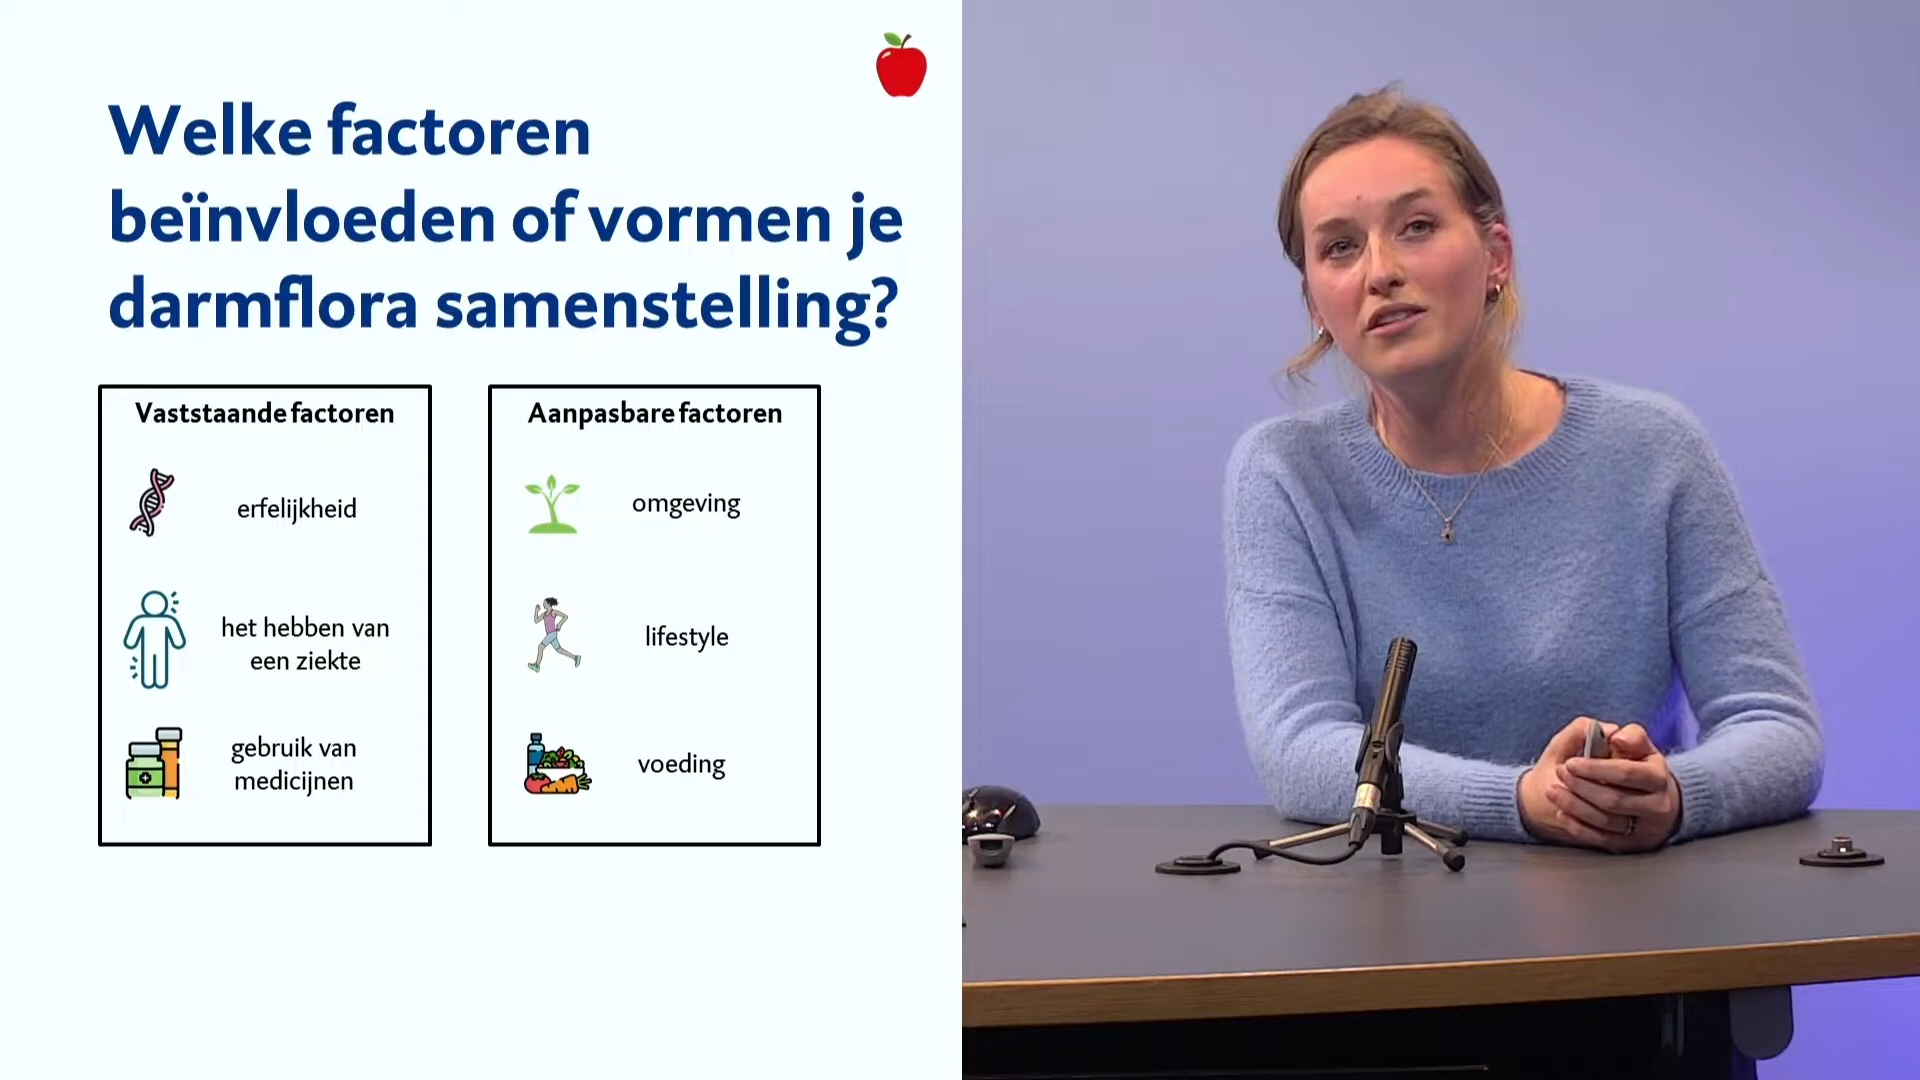 Welke factoren
beïnvloeden of vormen je
darmflora samenstelling?
Vaststaande factoren
erfelijkheid
het hebben van
een ziekte
gebruik van
medicijnen
Aanpasbare factoren
omgeving
lifestyle
voeding